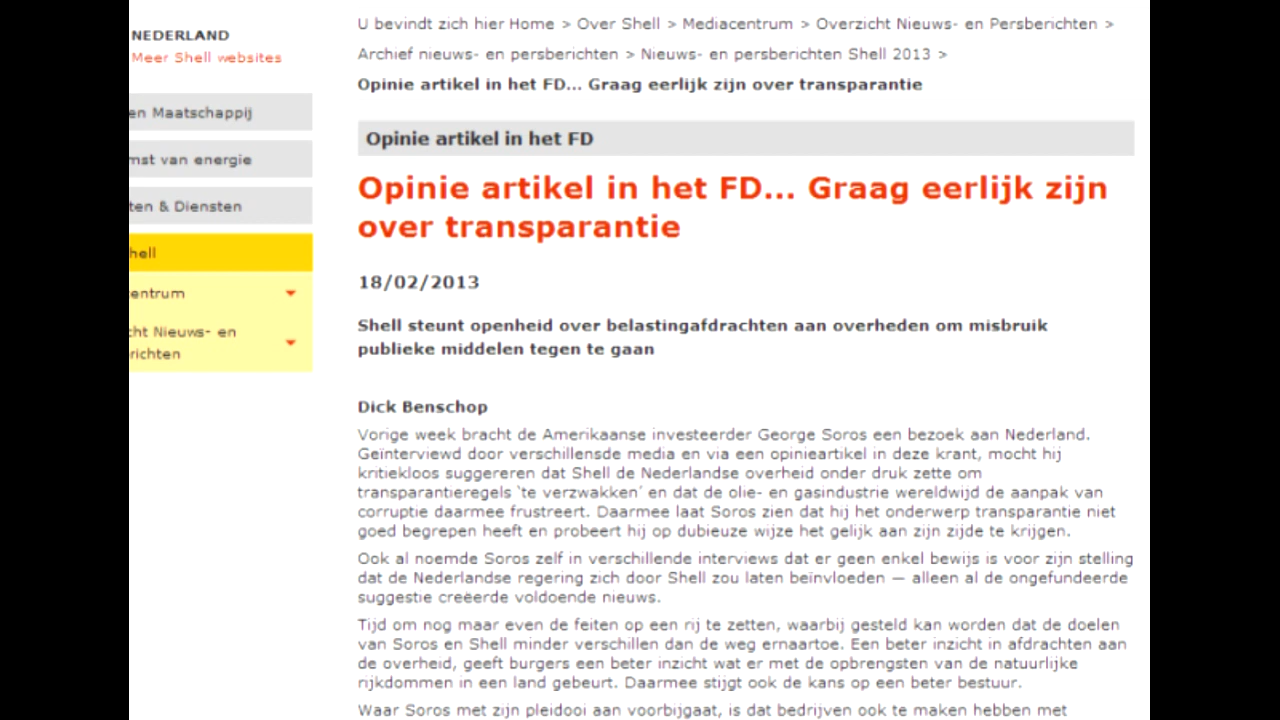 NEDERLAND
Meer Shell websites
en Maatschappij
mst van energie
ten & Diensten
hell
entrum
cht Nieuws- en
richten
U bevindt zich hier Home > Over Shell > Mediacentrum > Overzicht Nieuws- en Persberichten >
Archief nieuws- en persberichten > Nieuws- en persberichten Shell 2013 >
Opinie artikel in het FD... Graag eerlijk zijn over transparantie
Opinie artikel in het FD
Opinie artikel in het FD... Graag eerlijk zijn
over transparantie
18/02/2013
Shell steunt openheid over belastingafdrachten aan overheden om misbruik
publieke middelen tegen te gaan
Dick Benschop
Vorige week bracht de Amerikaanse investeerder George Soros een bezoek aan Nederland.
Geïnterviewd door verschillensde media en via een opinieartikel in deze krant, mocht hij
kritiekloos suggereren dat Shell de Nederlandse overheid onder druk zette om
transparantieregels 'te verzwakken' en dat de olie- en gasindustrie wereldwijd de aanpak van
corruptie daarmee frustreert. Daarmee laat Soros zien dat hij het onderwerp transparantie niet
goed begrepen heeft en probeert hij op dubieuze wijze het gelijk aan zijn zijde te krijgen.
Ook al noemde Soros zelf in verschillende interviews dat er geen enkel bewijs is voor zijn stelling
dat de Nederlandse regering zich door Shell zou laten beïnvloeden — alleen al de ongefundeerde
suggestie creëerde voldoende nieuws.
Tijd om nog maar even de feiten op een rij te zetten, waarbij gesteld kan worden dat de doelen
van Soros en Shell minder verschillen dan de weg ernaartoe. Een beter inzicht in afdrachten aan
de overheid, geeft burgers een beter inzicht wat er met de opbrengsten van de natuurlijke
rijkdommen in een land gebeurt. Daarmee stijgt ook de kans op een beter bestuur.
Waar Soros met zijn pleidooi aan voorbijgaat, is dat bedrijven ook te maken hebben met